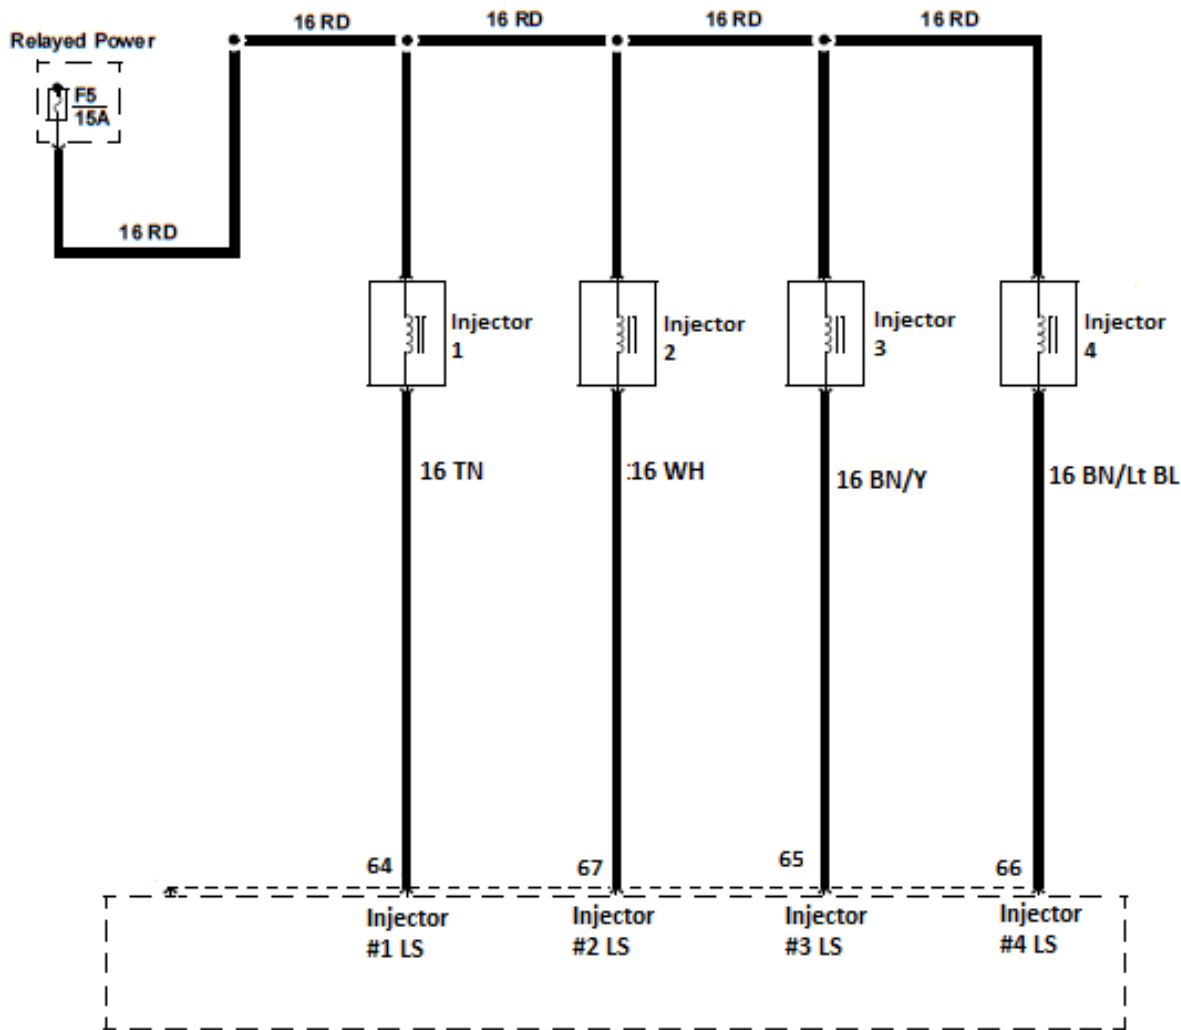 16 RD
16 RD
16 RD
16 RD
Relayed Power
F5
15A
16 RD
Injector
1
Injector
2
Injector
3
Injector
4
16 TN
:16 WH
16 BN/Y
16 BN/Lt BL
64
67
65
66
Injector
#1 LS
Injector
#2 LS
Injector
#3 LS
Injector
#4 LS